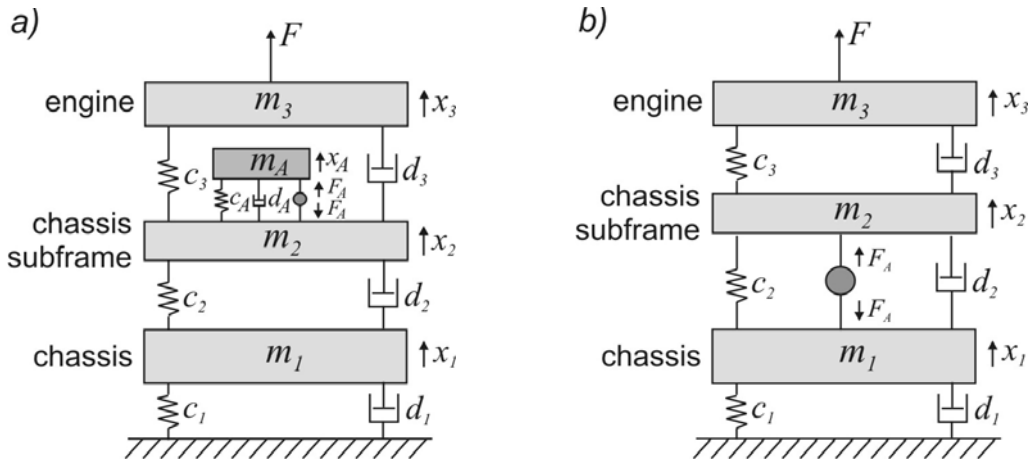 a)
F
engine
m3
x3
mA
xA
c3
cA
dA
FA
FA
d3
chassis
subframe
m2
x2
c2
d2
chassis
m1
x1
c1
d1
b)
F
engine
m3
x3
c3
d3
chassis
subframe
m2
x2
c2
FA
FA
d2
chassis
m1
x1
c1
d1